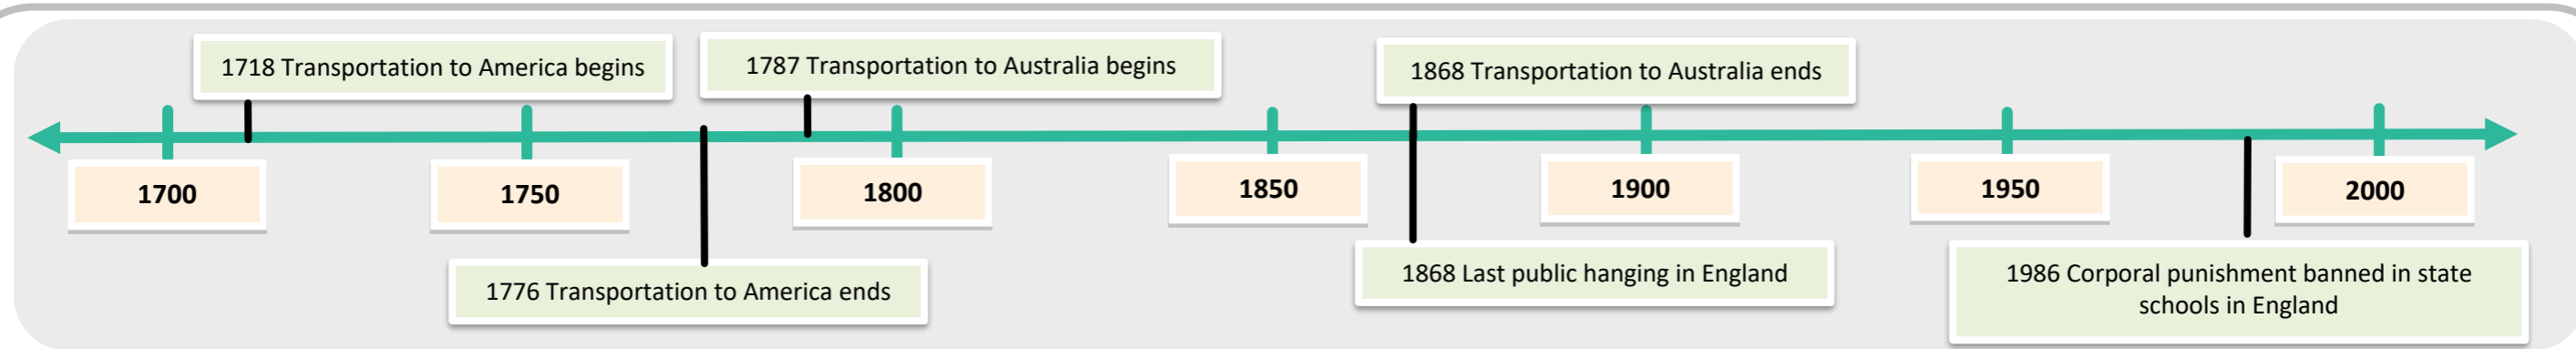 1718 Transportation to America begins
1787 Transportation to Australia begins
1868 Transportation to Australia ends
1700
1750
1800
1850
1900
1950
2000
1776 Transportation to America ends
1868 Last public hanging in England
1986 Corporal punishment banned in state
schools in England